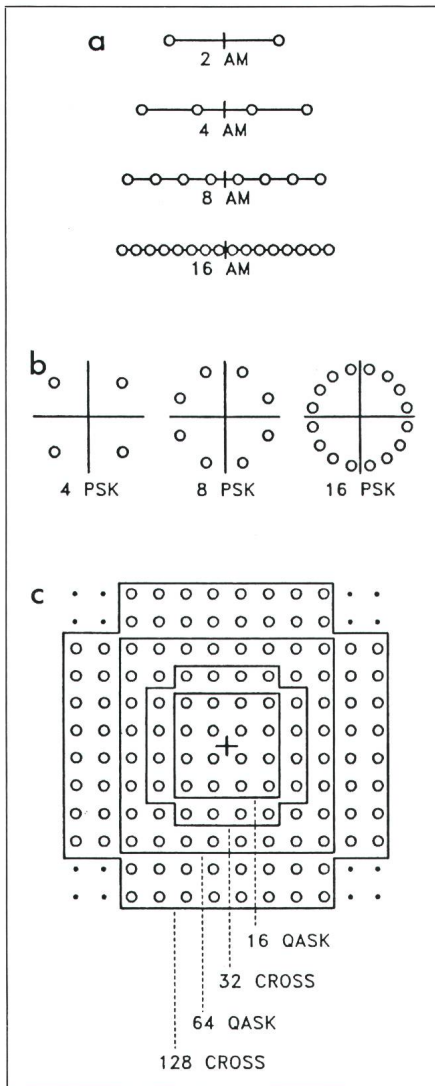 a
2 AM
4 AM
8 AM
16 AM
b
4 PSK
8 PSK
16 PSK
c
16 QASK
32 CROSS
64 QASK
128 CROSS